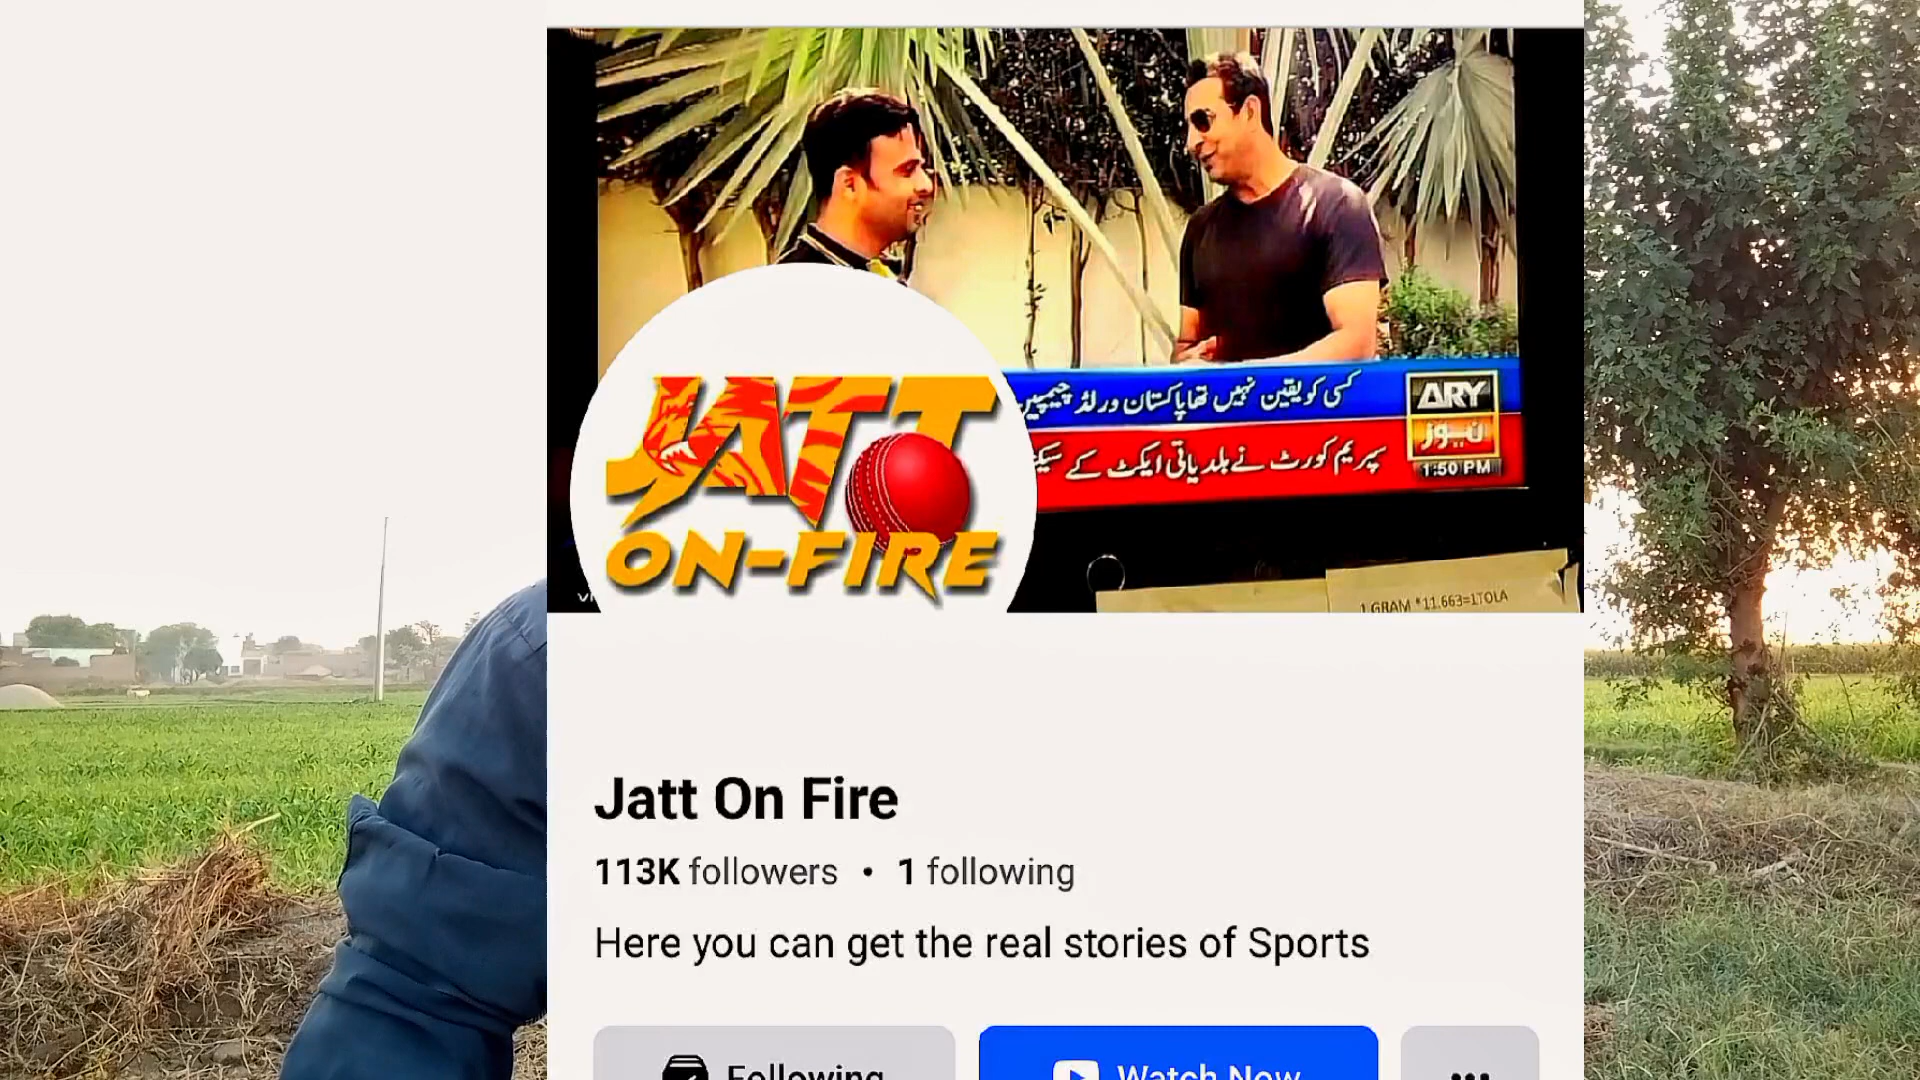 کسی کو یقین نہیں تھا پاکستان ورلڈ چیمپین
سپریم کورٹ نے بلدیاتی ایکٹ کے
ARY
نیوز
1:50 PM
JATT
ON-FIRE
1 GRAM *11.663=1TOLA
Jatt On Fire
113K followers • 1 following
Here you can get the real stories of Sports
Following
Watch Now